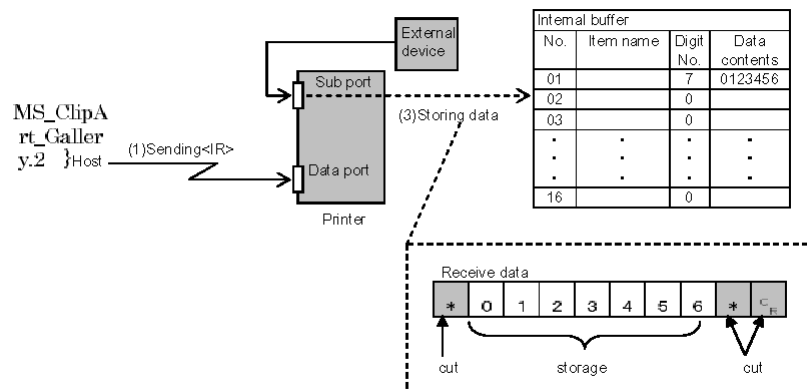 External
device
Sub port
MS_ClipA
rt_Galler
y.2 }Host
(1)Sending<IR>
(3)Storing data
Data port
Printer
Internal buffer
No. Item name Digit No. Data contents
01 7 0123456
02 0
03 0
: : : :
16 0
Receive data
* 0 1 2 3 4 5 6 * CR
cut storage cut